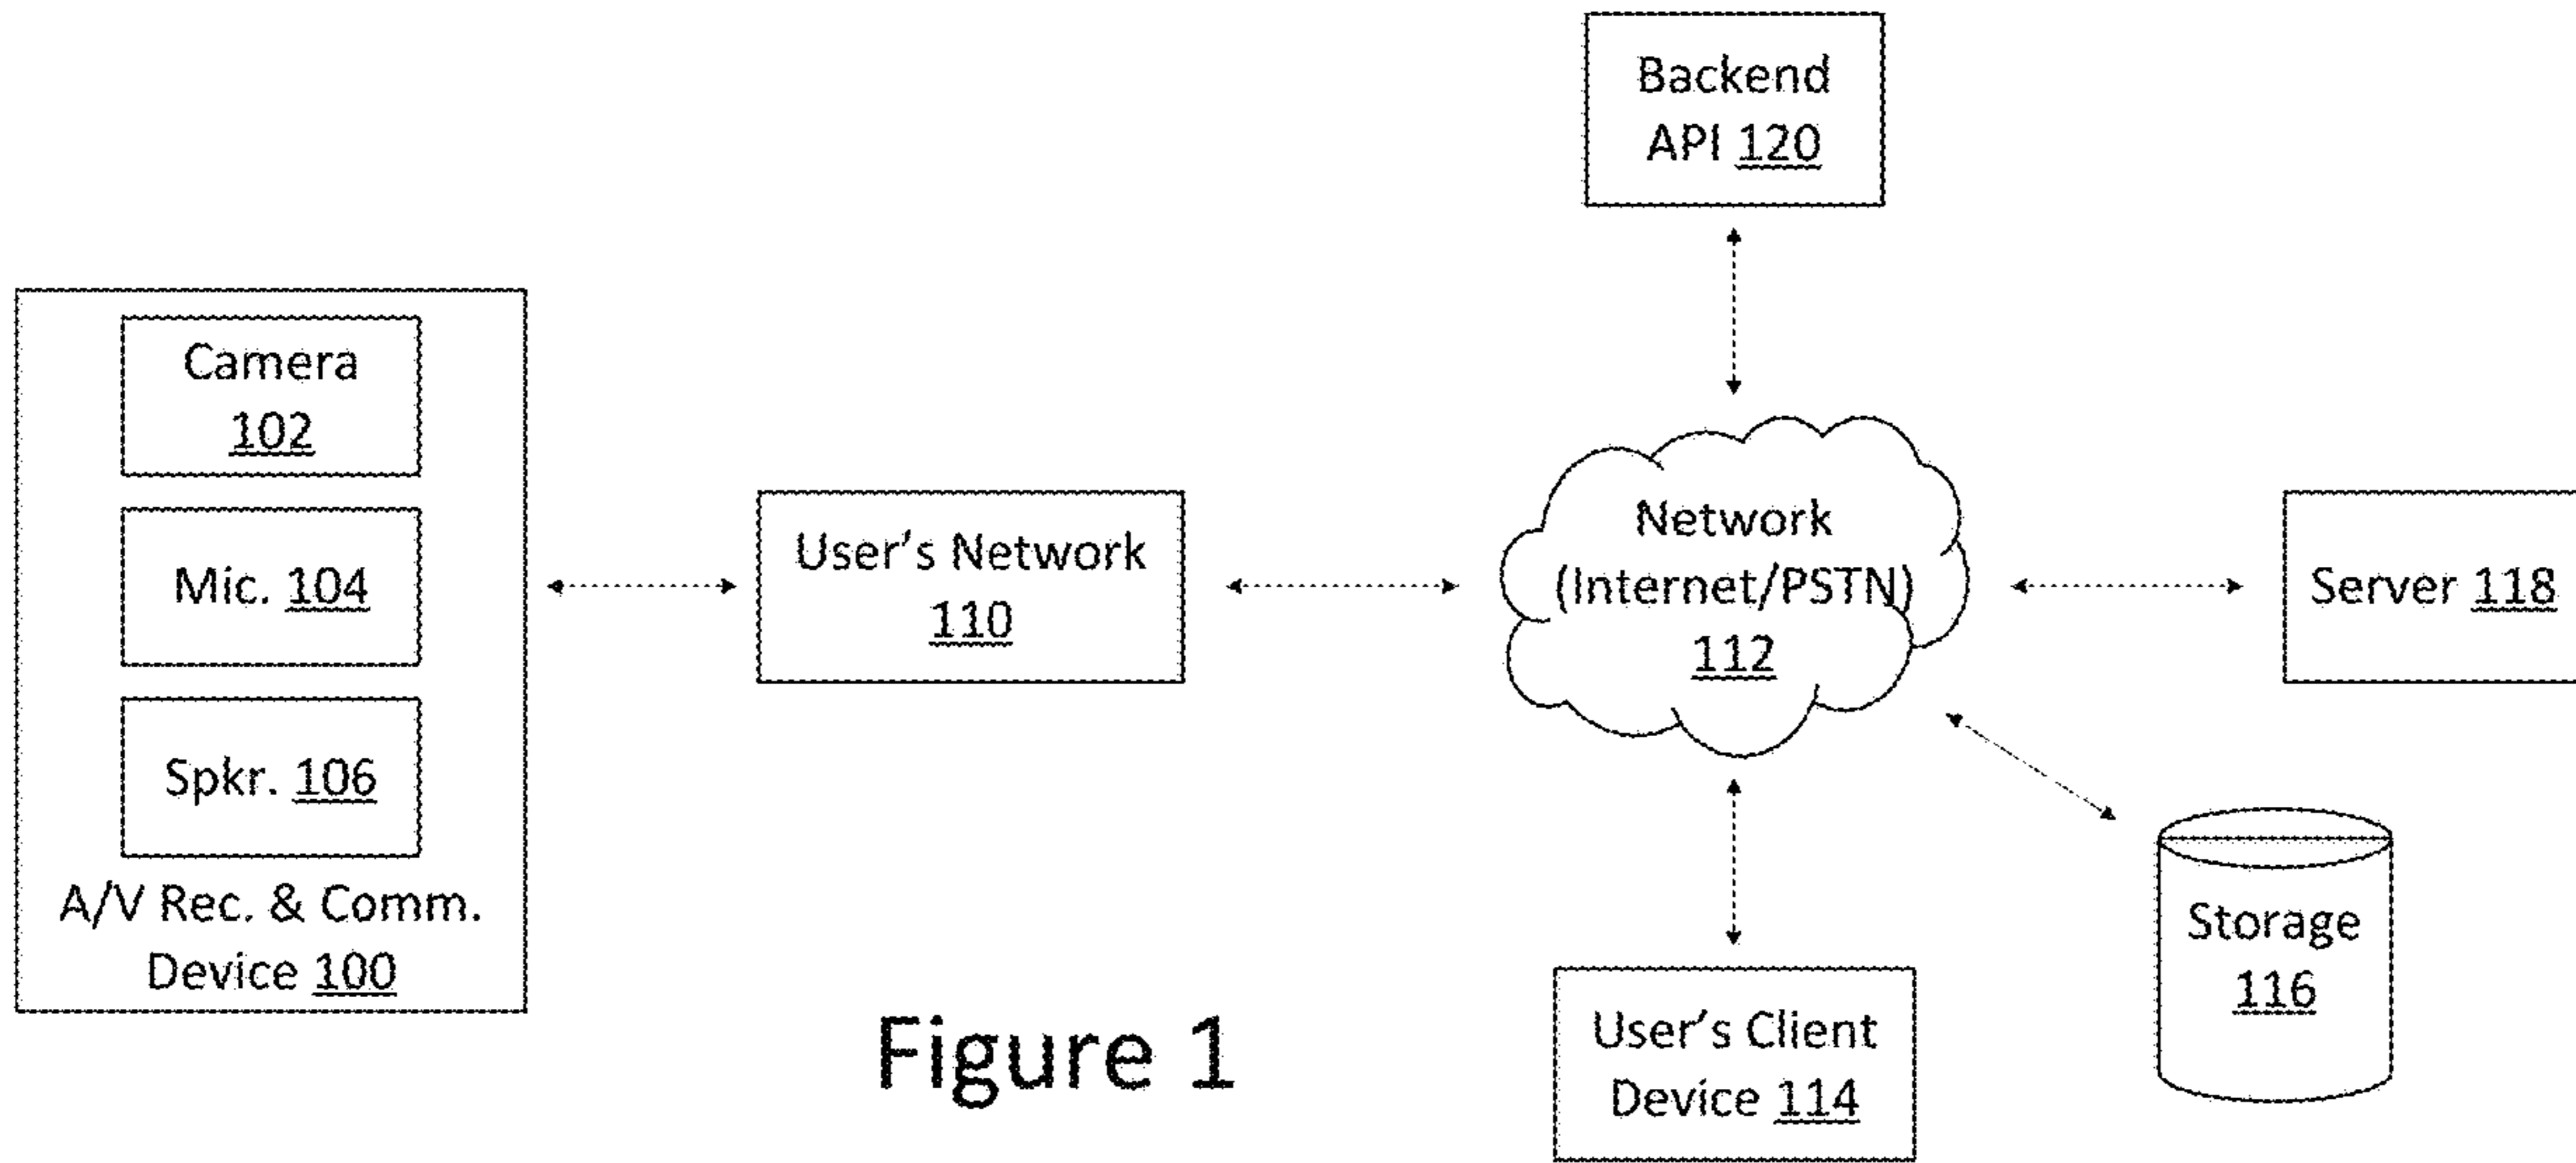 Backend
API 120
Camera
102
Mic. 104
Spkr. 106
A/V Rec. & Comm.
Device 100
User's Network
110
Network
(Internet/PSTN)
112
Server 118
Storage
116
User's Client
Device 114
Figure 1